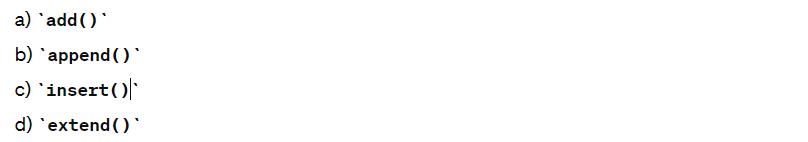 a) `add()`
b) `append()`
c) `insert()`
d) `extend()`